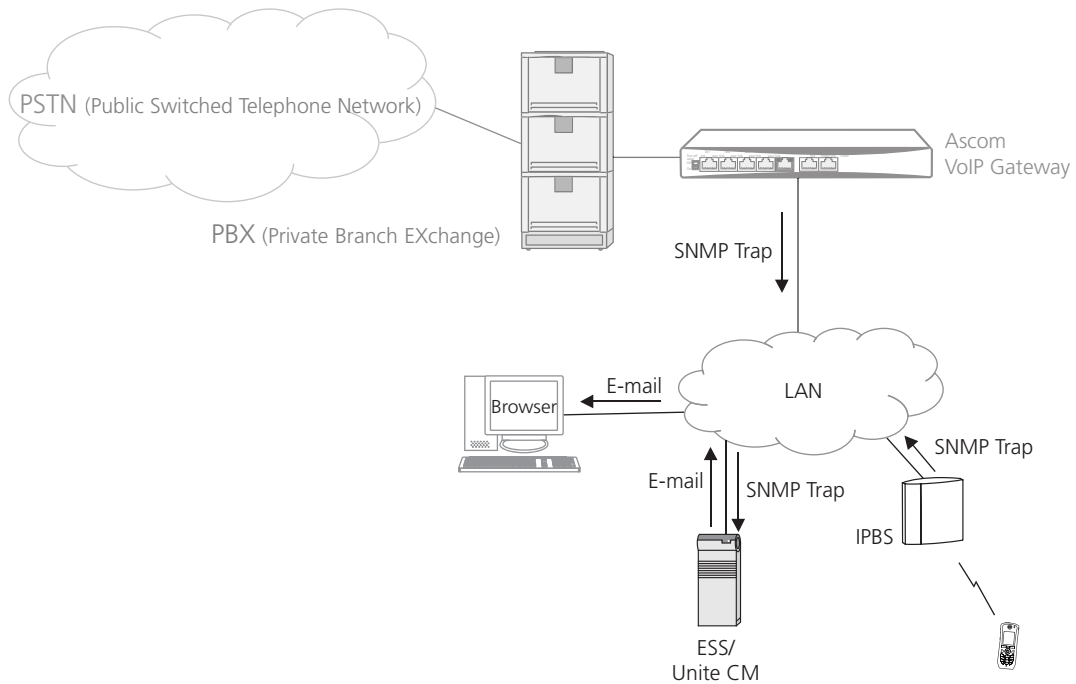 PSTN (Public Switched Telephone Network)
Ascom
VoIP Gateway
PBX (Private Branch EXchange)
SNMP Trap
E-mail
LAN
Browser
SNMP Trap
E-mail
SNMP Trap
IPBS
ESS/
Unite CM